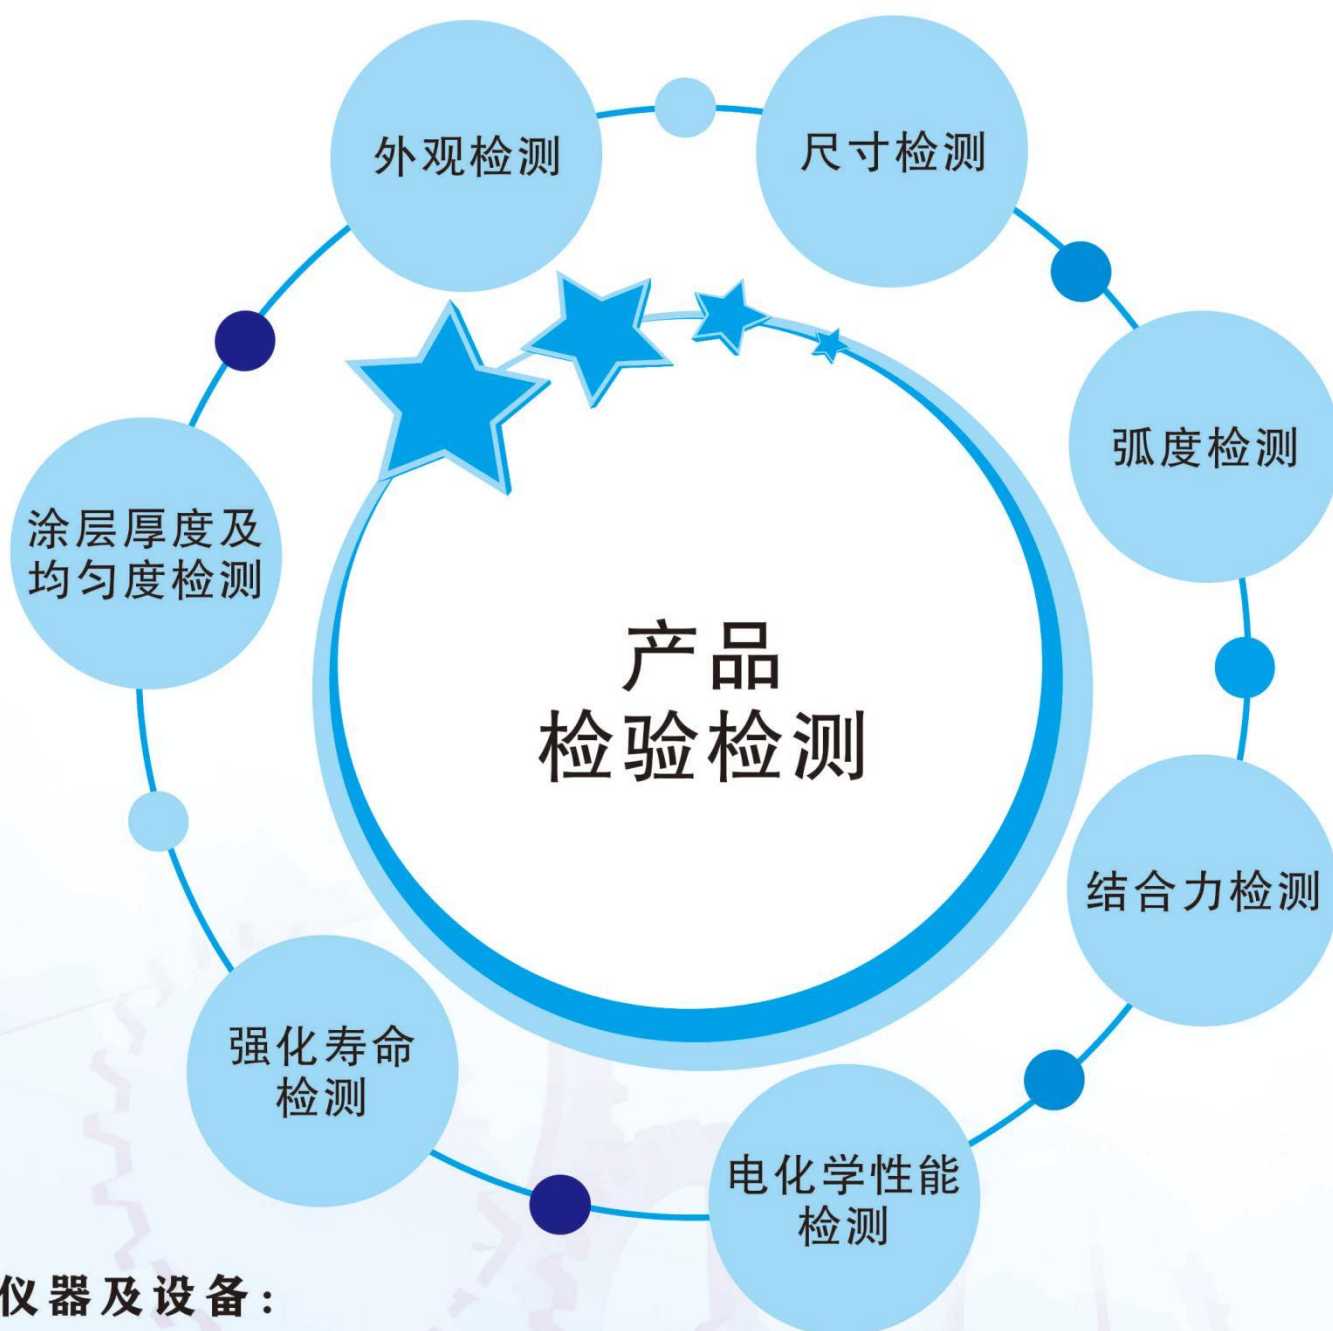 外观检测
尺寸检测
弧度检测
涂层厚度及
均匀度检测
产品
检验检测
结合力检测
强化寿命
检测
电化学性能
检测
仪器及设备：